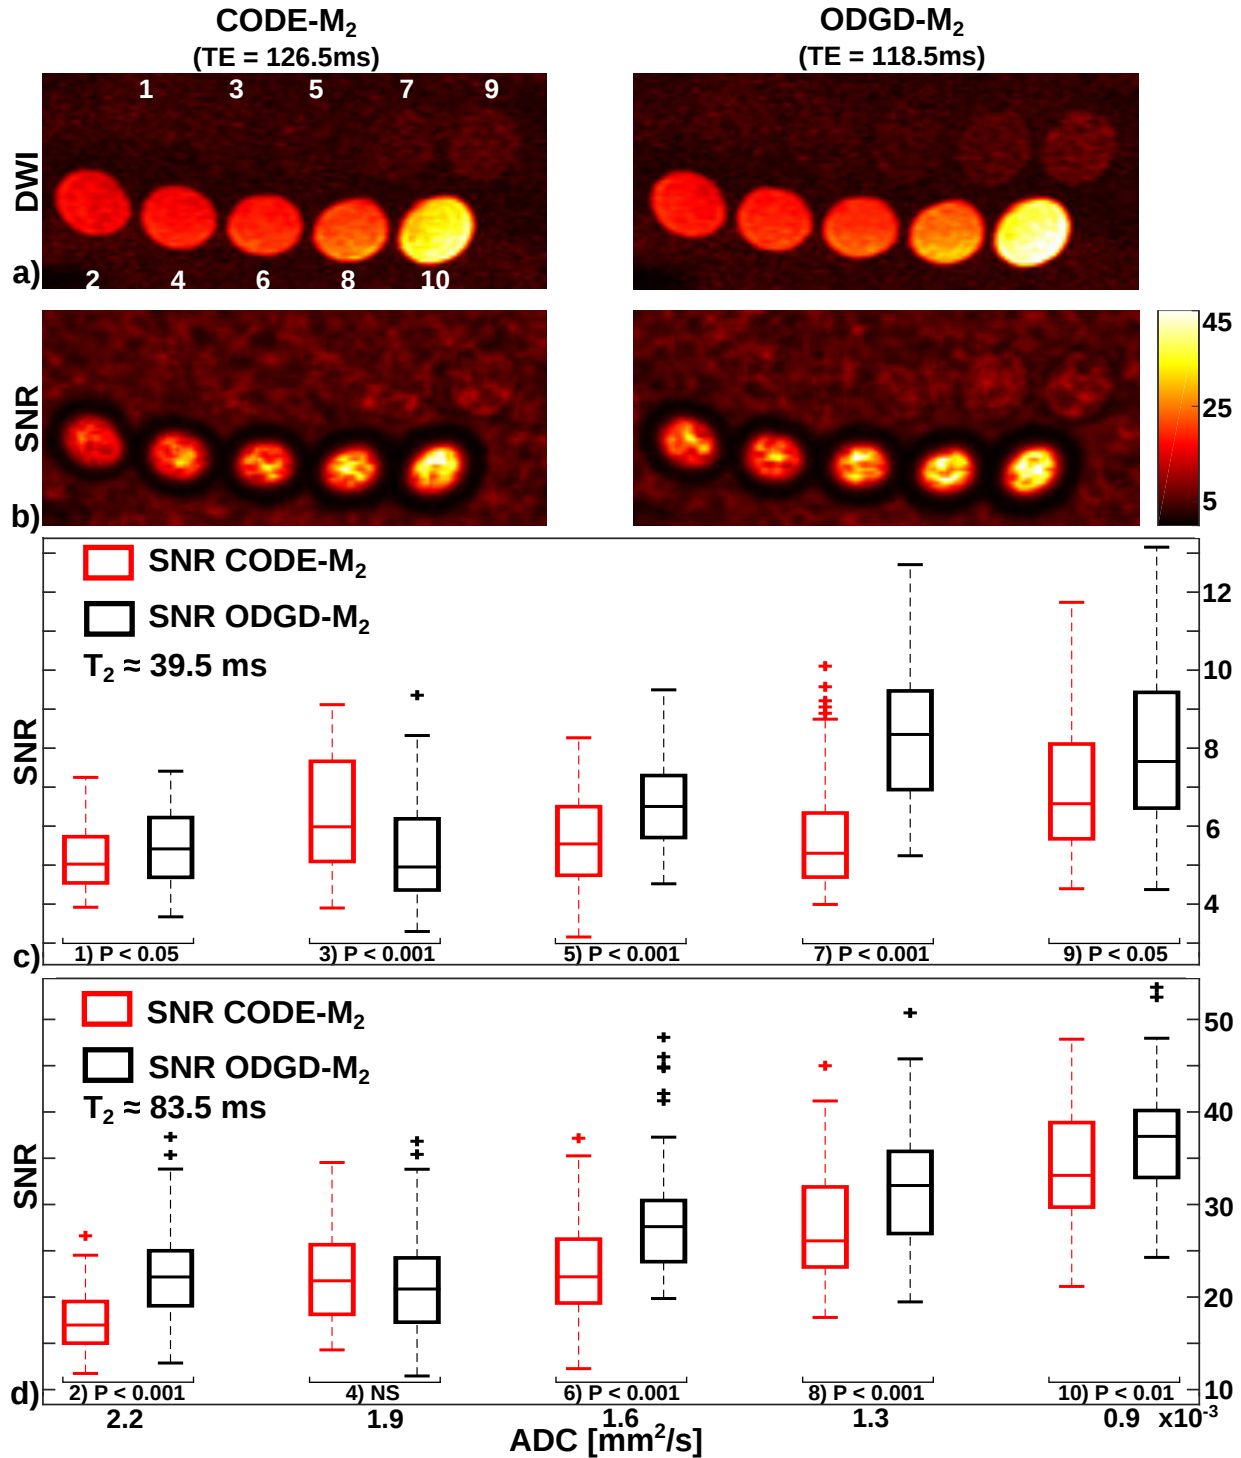 CODE-M₂
(TE = 126.5ms)
ODGD-M₂
(TE = 118.5ms)
DWI
1 3 5 7 9
2 4 6 8 10
a)
SNR
45
25
5
b)
SNR CODE-M₂
SNR ODGD-M₂
T₂ ≈ 39.5 ms
SNR
12
10
8
6
4
1) P < 0.05
3) P < 0.001
5) P < 0.001
7) P < 0.001
9) P < 0.05
c)
SNR CODE-M₂
SNR ODGD-M₂
T₂ ≈ 83.5 ms
SNR
50
40
30
20
10
2) P < 0.001
4) NS
6) P < 0.001
8) P < 0.001
10) P < 0.01
d)
2.2 1.9 1.6 1.3 0.9 x10⁻³
ADC [mm²/s]